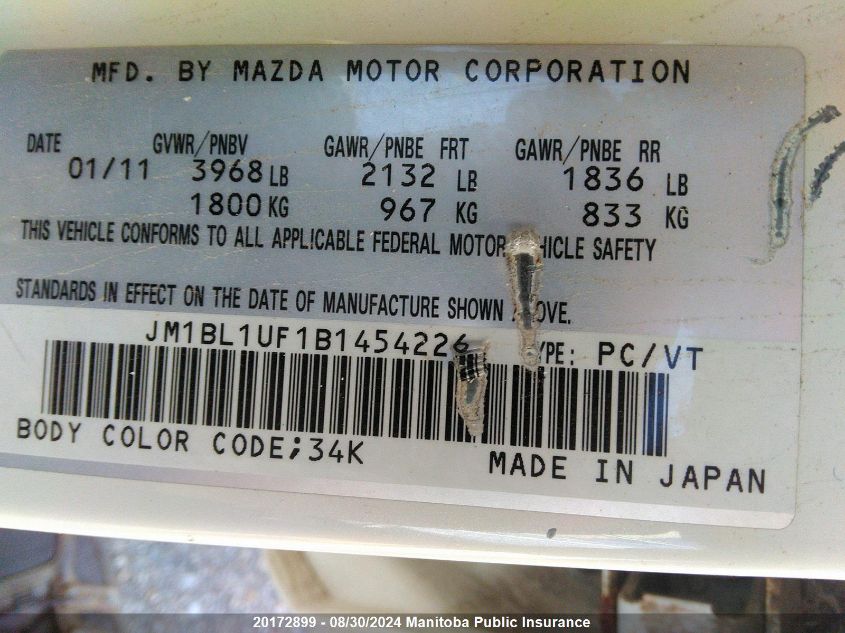 MFD. BY MAZDA MOTOR CORPORATION
DATE GVWR/PNBV GAWR/PNBE FRT GAWR/PNBE RR
01/11 3968 LB 2132 LB 1836 LB
1800 KG 967 KG 833 KG
THIS VEHICLE CONFORMS TO ALL APPLICABLE FEDERAL MOTOR VEHICLE SAFETY
STANDARDS IN EFFECT ON THE DATE OF MANUFACTURE SHOWN ABOVE.
JM1BL1UF1B1454226 TYPE: PC/VT
BODY COLOR CODE;34K
MADE IN JAPAN
20172899 - 08/30/2024 Manitoba Public Insurance